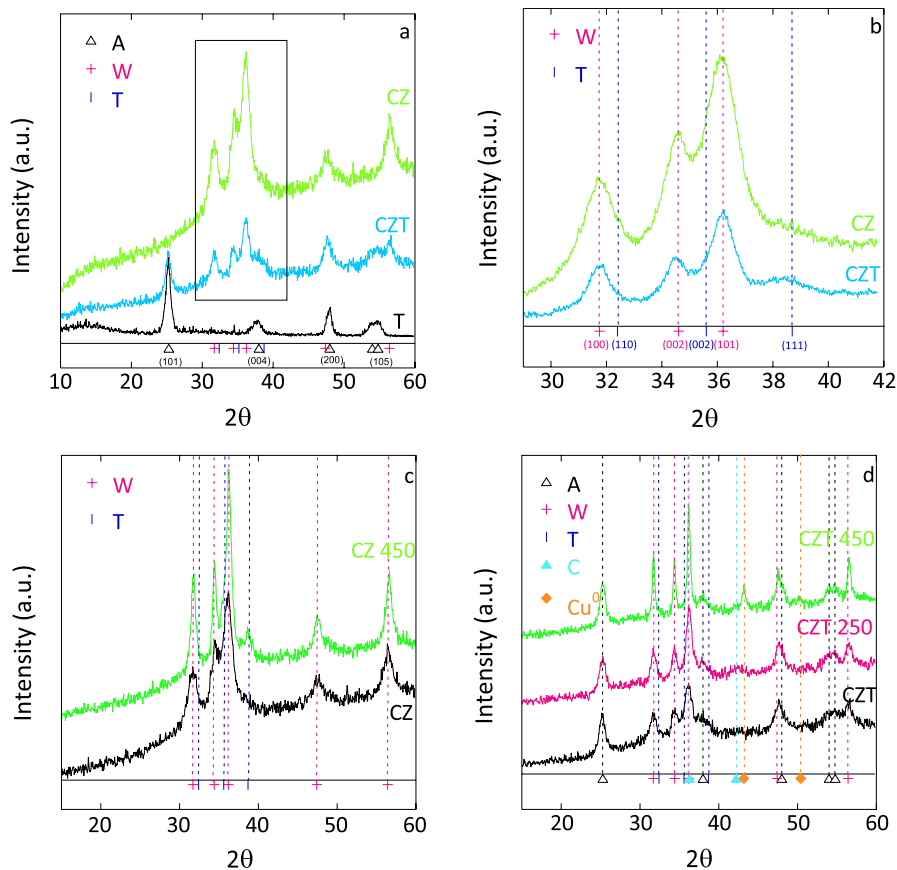 a
A
W
T
CZ
CZT
T
(101)
(004)
(200)
(105)
10 20 30 40 50 60
2θ
Intensity (a.u.)
b
W
T
CZ
CZT
(100) (110) (002) (002) (101) (111)
30 32 34 36 38 40 42
2θ
Intensity (a.u.)
c
W
T
CZ 450
CZ
20 30 40 50 60
2θ
Intensity (a.u.)
d
A
W
T
C
Cu⁰
CZT 450
CZT 250
CZT
20 30 40 50 60
2θ
Intensity (a.u.)